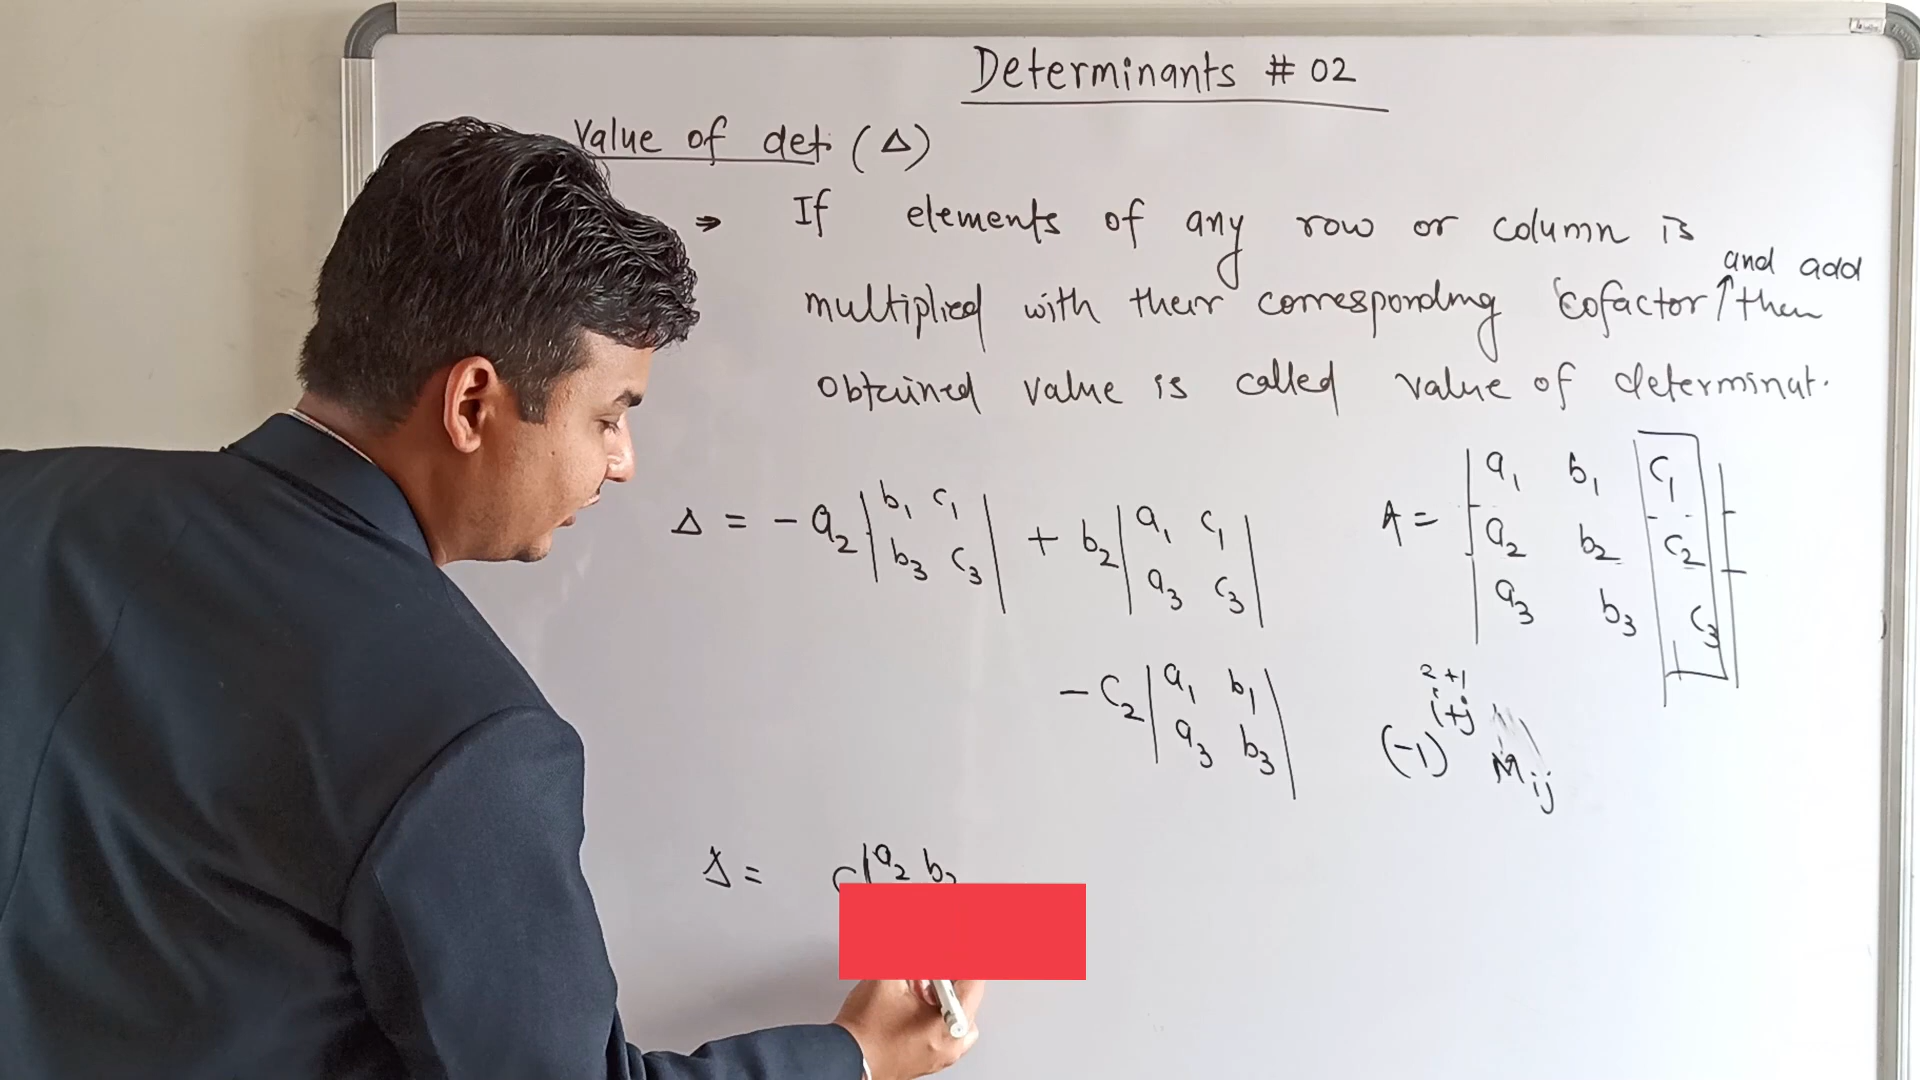 Determinants # 02
Value of det. (Δ)
⇒ If elements of any row or column is
and add
multiplied with their corresponding cofactor ↑ then
obtained value is called value of determinat.
Δ = - a₂ | b₁ c₁ | + b₂ | a₁ c₁ |
| b₃ c₃ | | a₃ c₃ |
- c₂ | a₁ b₁ |
| a₃ b₃ |
A = | a₁ b₁ c₁ |
| a₂ b₂ c₂ |
| a₃ b₃ c₃ |
2+1
i+j
(-1) Mij
Δ = | a₂ b₂